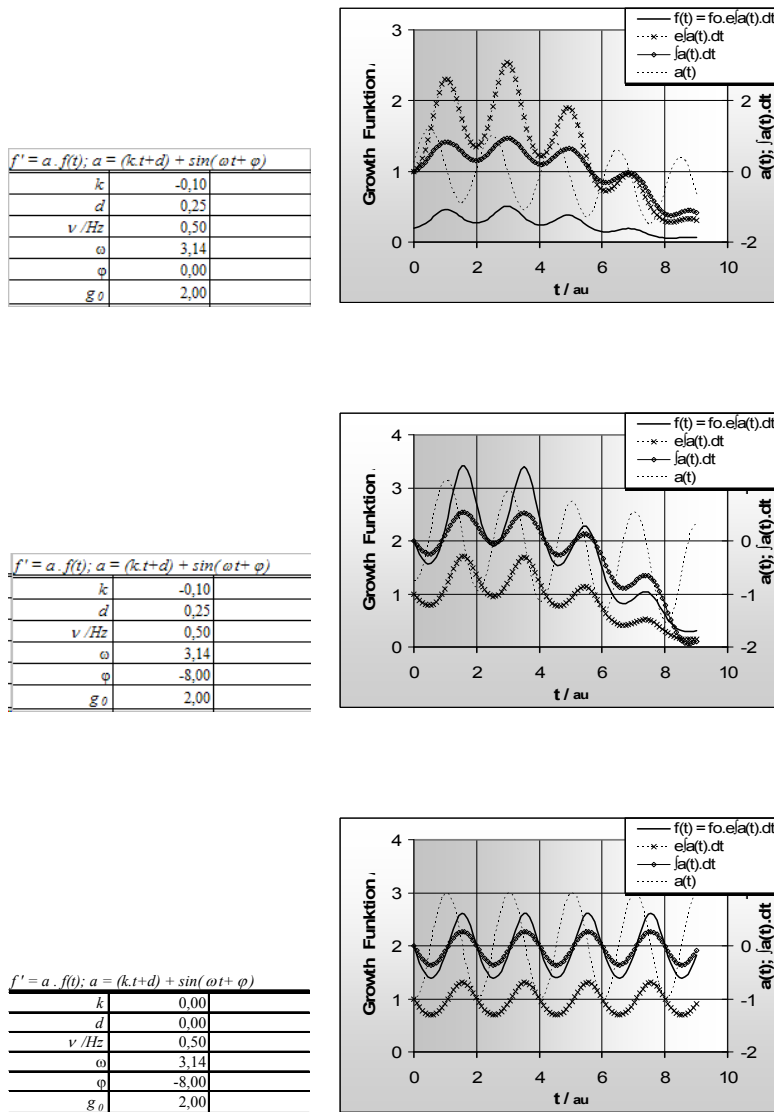 f(t) = fo.e∫a(t).dt
e∫a(t).dt
∫a(t).dt
a(t)
3
2
1
0
Growth Funktion
2
0
-2
a(t); ∫a(t).dt
0 2 4 6 8 10
t / au
f ' = a . f(t); a = (k.t+d) + sin(ωt+ φ)
k -0,10
d 0,25
ν /Hz 0,50
ω 3,14
φ 0,00
g 0 2,00
f(t) = fo.e∫a(t).dt
e∫a(t).dt
∫a(t).dt
a(t)
4
3
2
1
0
Growth Funktion
0
-1
-2
a(t); ∫a(t).dt
0 2 4 6 8 10
t / au
f ' = a . f(t); a = (k.t+d) + sin(ωt+ φ)
k -0,10
d 0,25
ν /Hz 0,50
ω 3,14
φ -8,00
g 0 2,00
f(t) = fo.e∫a(t).dt
e∫a(t).dt
∫a(t).dt
a(t)
4
3
2
1
0
Growth Funktion
0
-1
-2
a(t); ∫a(t).dt
0 2 4 6 8 10
t / au
f ' = a . f(t); a = (k.t+d) + sin(ωt+ φ)
k 0,00
d 0,00
ν /Hz 0,50
ω 3,14
φ -8,00
g 0 2,00